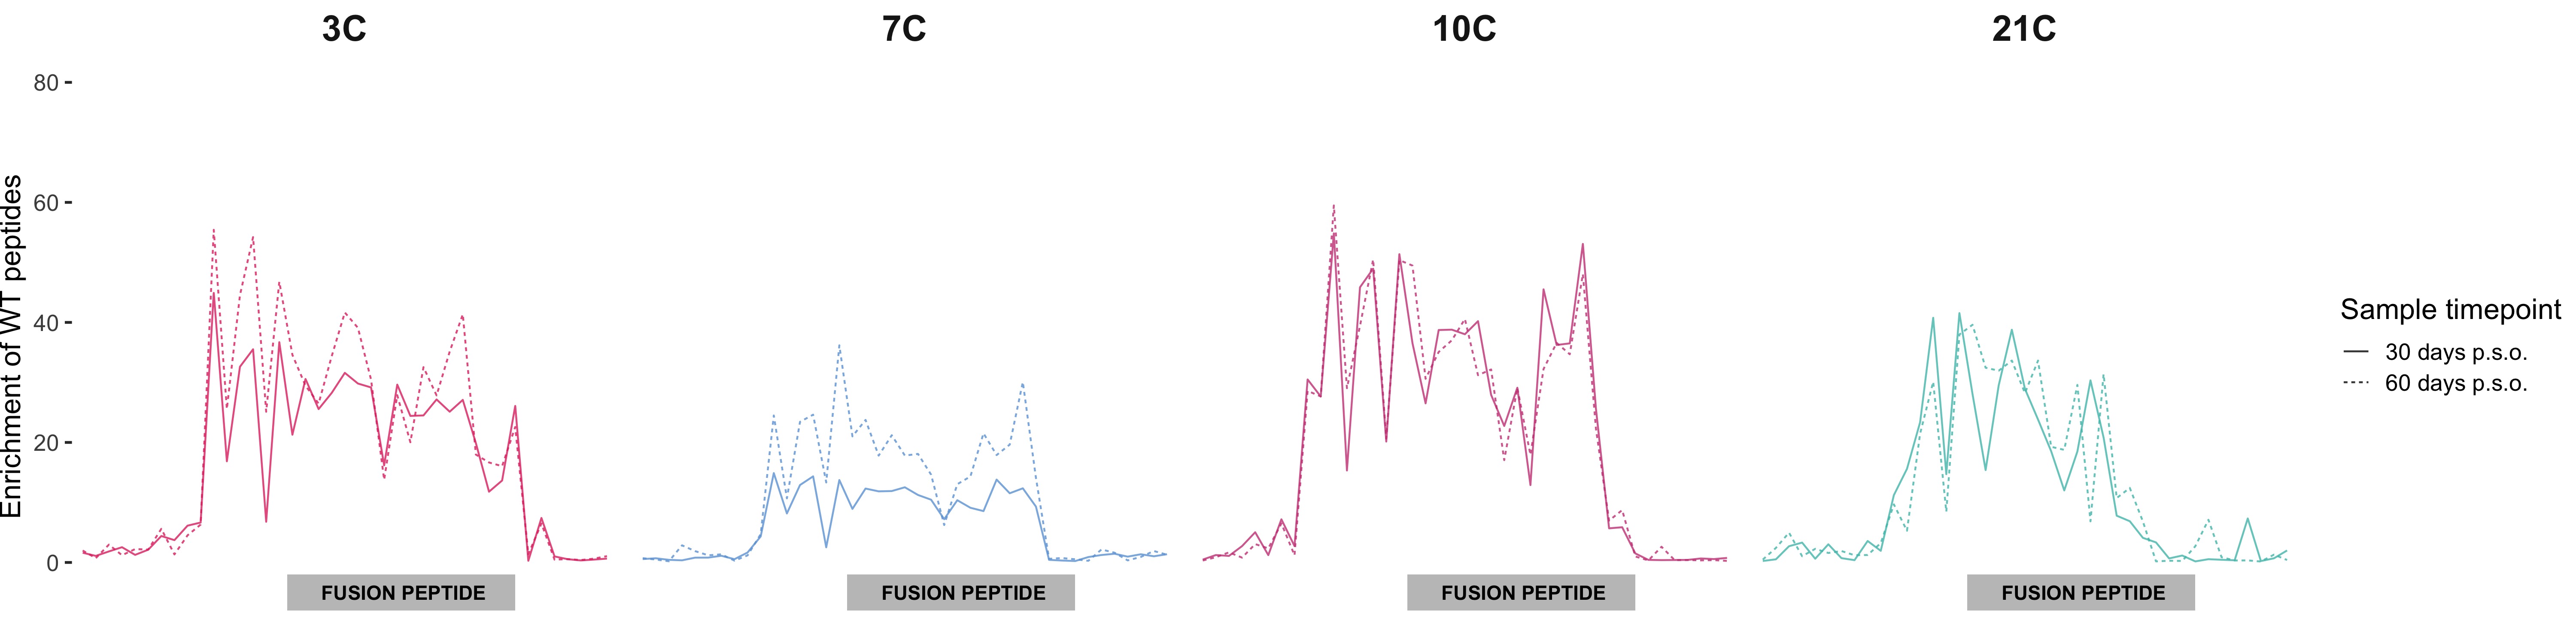 3C 7C 10C 21C
Enrichment of WT peptides
80
60
40
20
0
FUSION PEPTIDE FUSION PEPTIDE FUSION PEPTIDE FUSION PEPTIDE
Sample timepoint
30 days p.s.o.
60 days p.s.o.